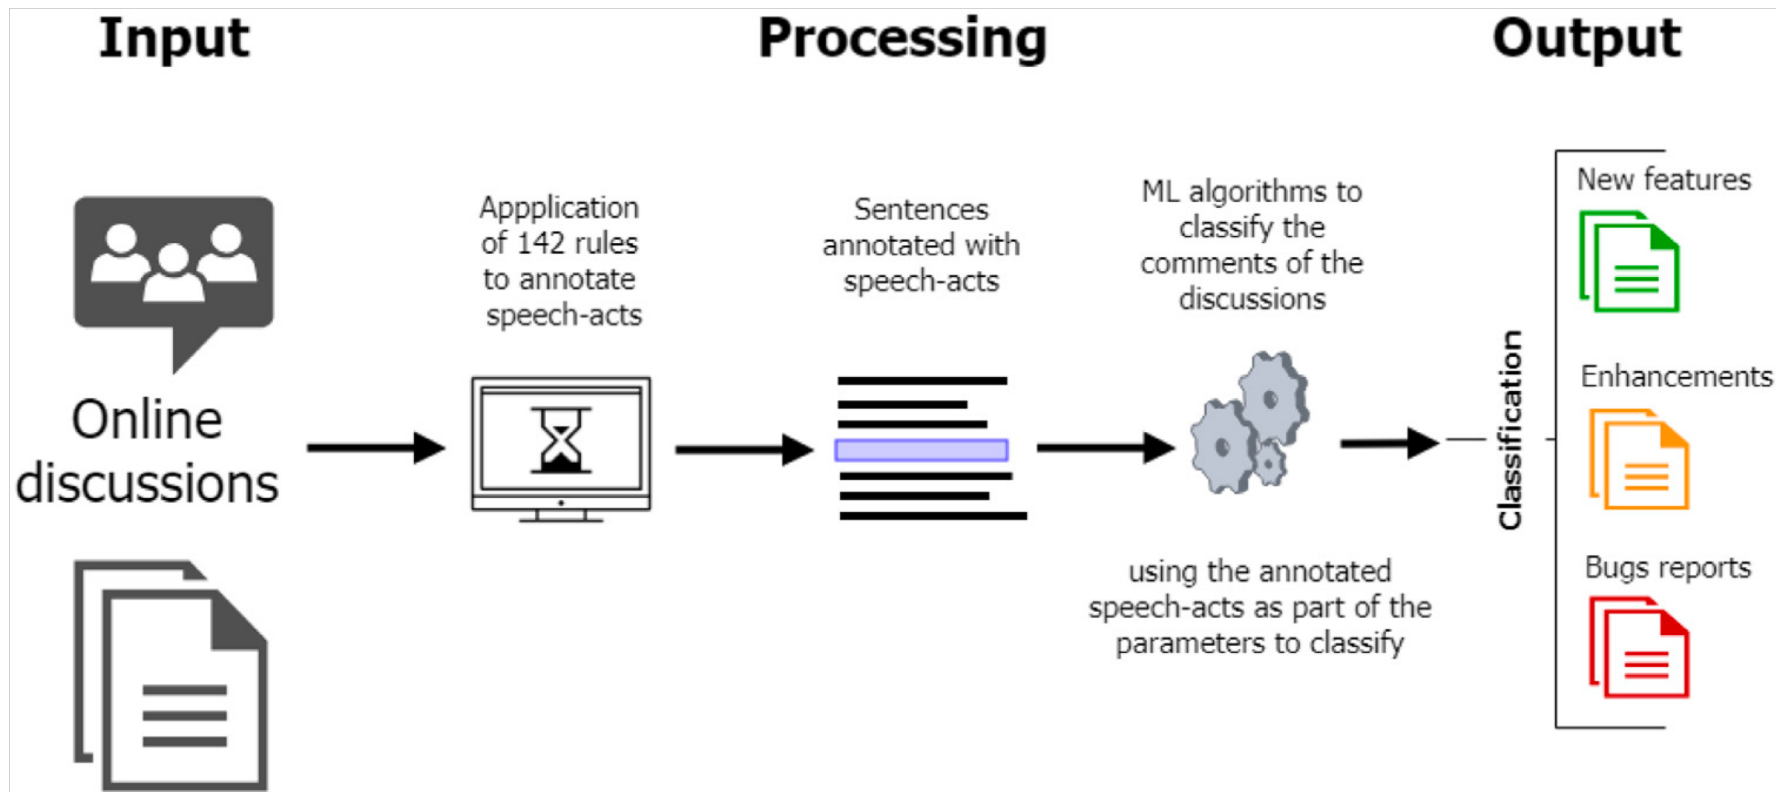 Input
Processing
Output
Online
discussions
Appplication
of 142 rules
to annotate
speech-acts
Sentences
annotated with
speech-acts
ML algorithms to
classify the
comments of the
discussions
using the annotated
speech-acts as part of the
parameters to classify
Classification
New features
Enhancements
Bugs reports